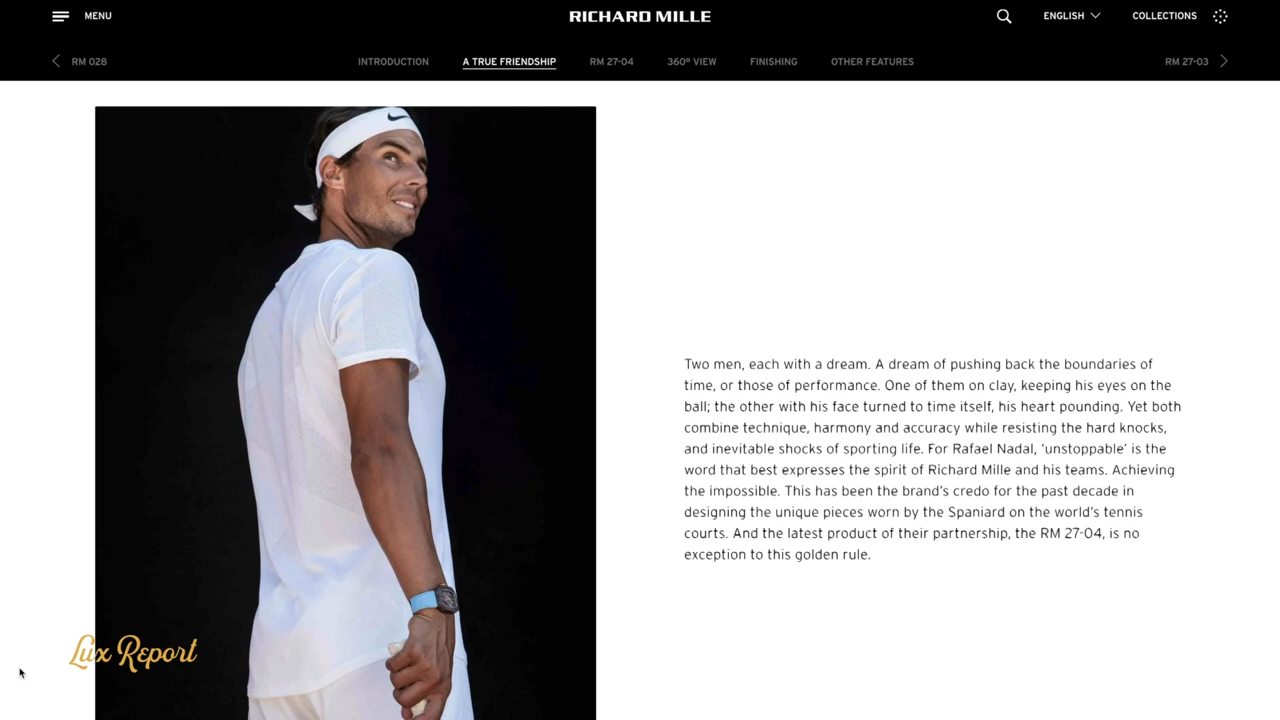 MENU
RICHARD MILLE
ENGLISH
COLLECTIONS
RM 028
INTRODUCTION
A TRUE FRIENDSHIP
RM 27-04
360° VIEW
FINISHING
OTHER FEATURES
RM 27-03
Two men, each with a dream. A dream of pushing back the boundaries of
time, or those of performance. One of them on clay, keeping his eyes on the
ball; the other with his face turned to time itself, his heart pounding. Yet both
combine technique, harmony and accuracy while resisting the hard knocks,
and inevitable shocks of sporting life. For Rafael Nadal, ‘unstoppable’ is the
word that best expresses the spirit of Richard Mille and his teams. Achieving
the impossible. This has been the brand’s credo for the past decade in
designing the unique pieces worn by the Spaniard on the world’s tennis
courts. And the latest product of their partnership, the RM 27-04, is no
exception to this golden rule.
Lux Report